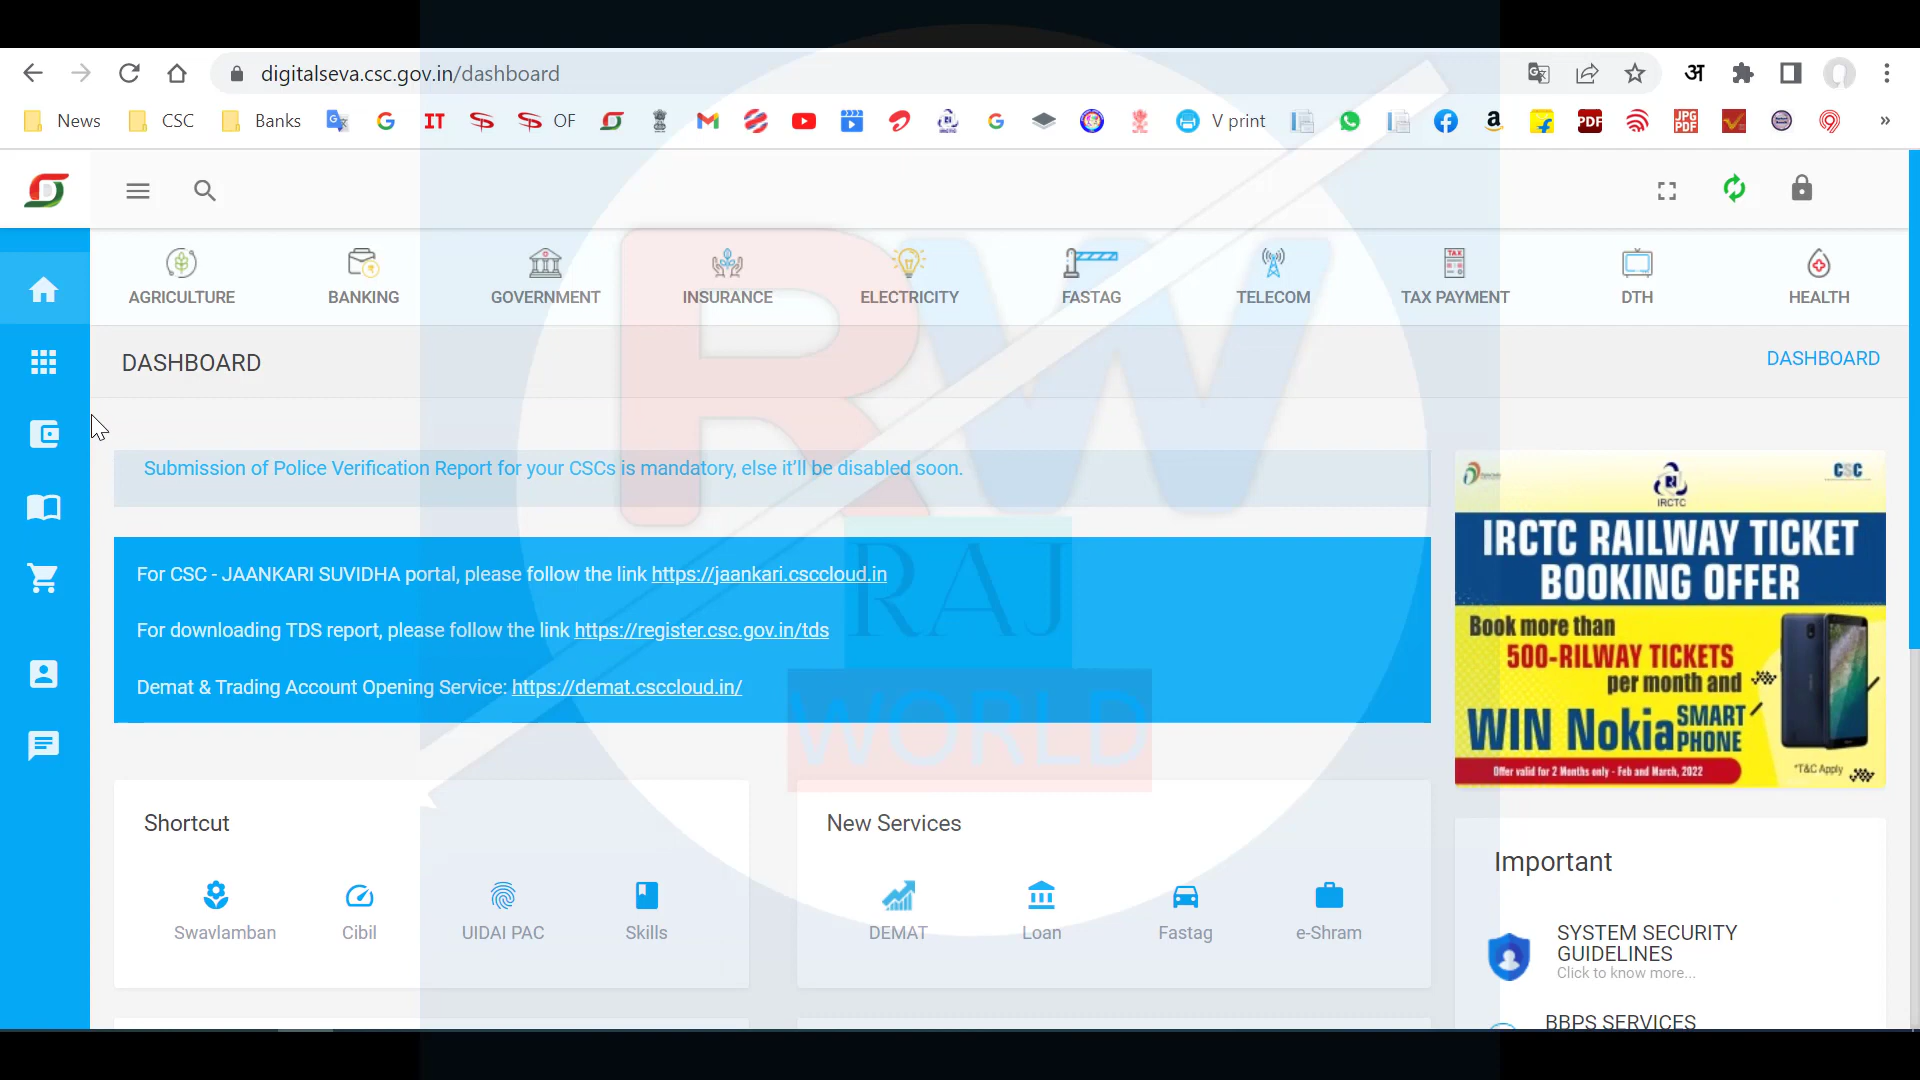 digitalseva.csc.gov.in/dashboard
अ
News CSC Banks IT OF V print PDF JPG PDF
AGRICULTURE BANKING GOVERNMENT INSURANCE ELECTRICITY FASTAG TELECOM TAX PAYMENT DTH HEALTH
DASHBOARD
DASHBOARD
RW
RAJ
WORLD
Submission of Police Verification Report for your CSCs is mandatory, else it'll be disabled soon.
For CSC - JAANKARI SUVIDHA portal, please follow the link https://jaankari.csccloud.in
For downloading TDS report, please follow the link https://register.csc.gov.in/tds
Demat & Trading Account Opening Service: https://demat.csccloud.in/
CSC
IRCTC
IRCTC RAILWAY TICKET
BOOKING OFFER
Book more than
500-RILWAY TICKETS
per month and
WIN Nokia SMART PHONE
Offer valid for 2 Months only - Feb and March, 2022
*T&C Apply
Shortcut
Swavlamban Cibil UIDAI PAC Skills
New Services
DEMAT Loan Fastag e-Shram
Important
SYSTEM SECURITY
GUIDELINES
Click to know more...
BBPS SERVICES